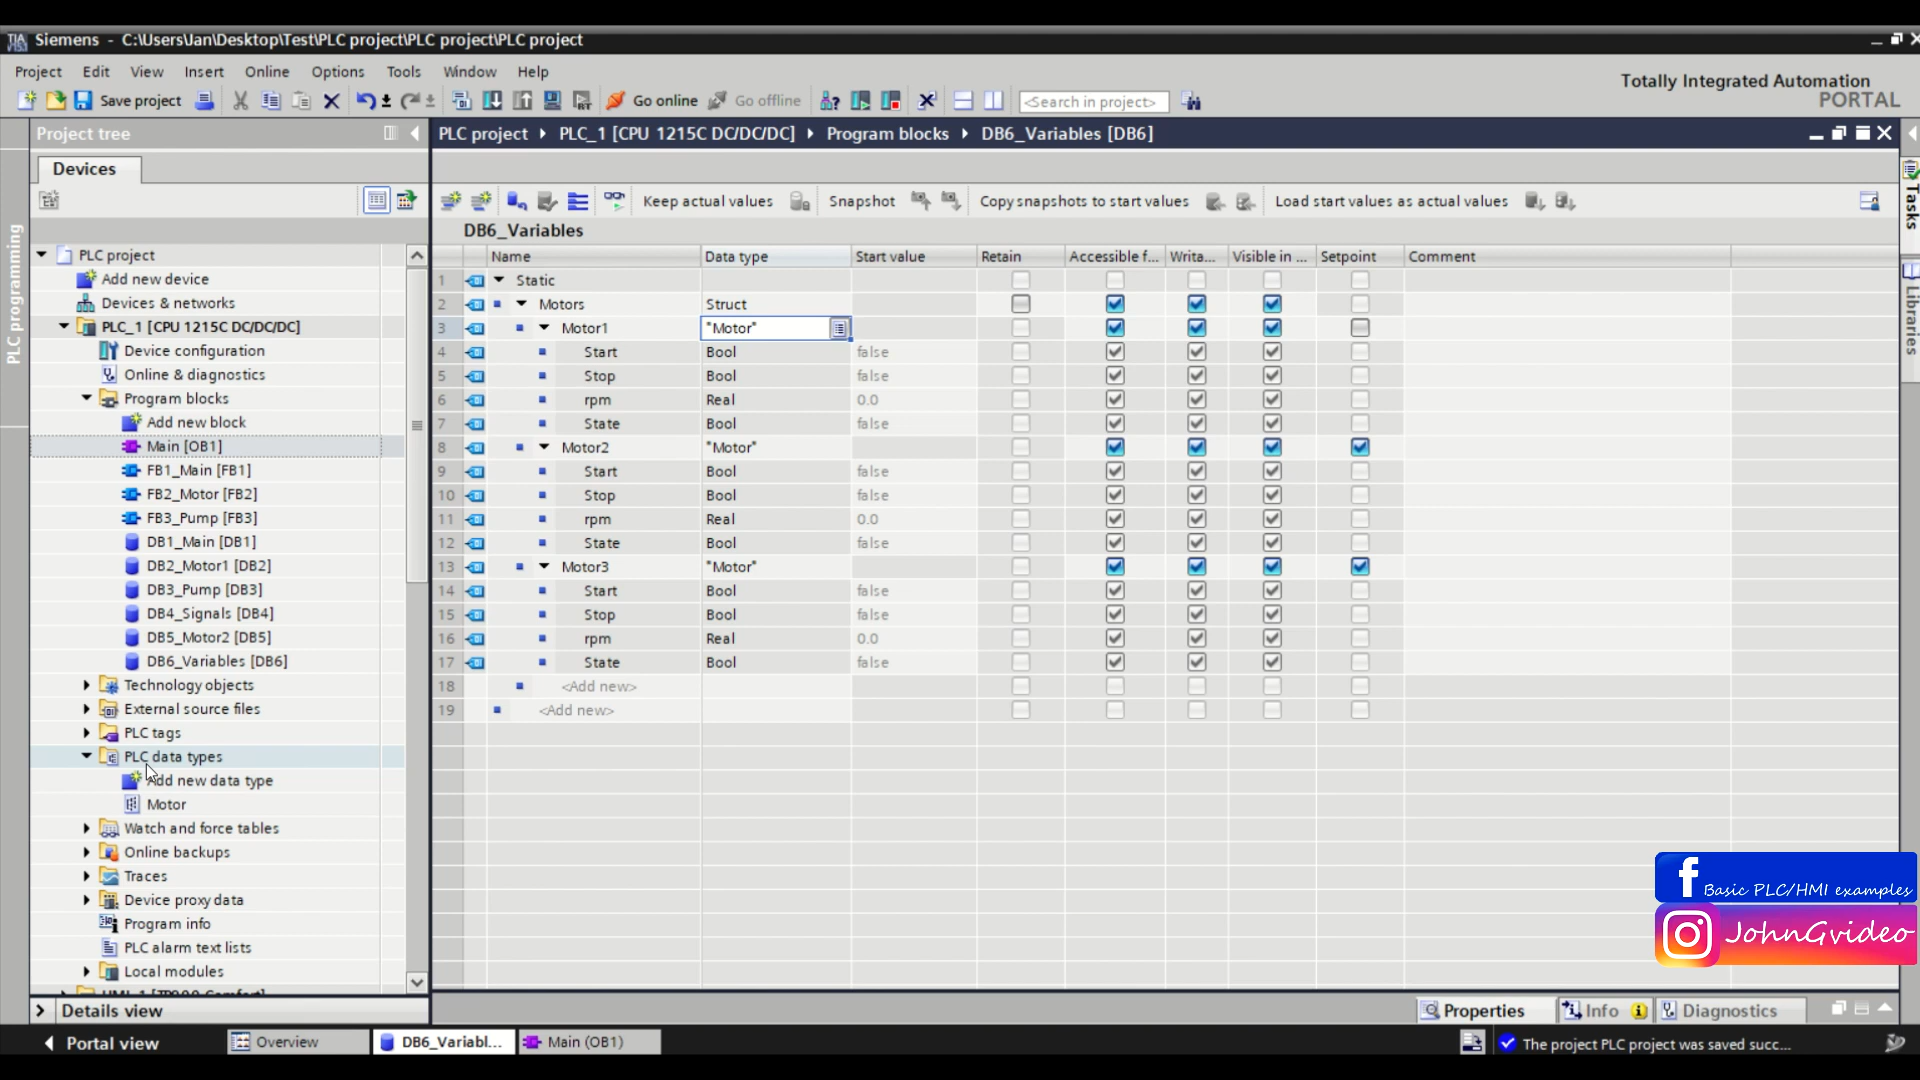 Siemens - C:\Users\Jan\Desktop\Test\PLC project\PLC project\PLC project
Project Edit View Insert Online Options Tools Window Help
Totally Integrated Automation
PORTAL
Save project Go online Go offline <Search in project>
Project tree
PLC project PLC_1 [CPU 1215C DC/DC/DC] Program blocks DB6_Variables [DB6]
Devices
Keep actual values Snapshot Copy snapshots to start values Load start values as actual values
PLC programming
Tasks
Libraries
PLC project
Add new device
Devices & networks
PLC_1 [CPU 1215C DC/DC/DC]
Device configuration
Online & diagnostics
Program blocks
Add new block
Main [OB1]
FB1_Main [FB1]
FB2_Motor [FB2]
FB3_Pump [FB3]
DB1_Main [DB1]
DB2_Motor1 [DB2]
DB3_Pump [DB3]
DB4_Signals [DB4]
DB5_Motor2 [DB5]
DB6_Variables [DB6]
Technology objects
External source files
PLC tags
PLC data types
Add new data type
Motor
Watch and force tables
Online backups
Traces
Device proxy data
Program info
PLC alarm text lists
Local modules
DB6_Variables
Name Data type Start value Retain Accessible f... Writa... Visible in ... Setpoint Comment
1 Static
2 Motors Struct
3 Motor1 "Motor"
4 Start Bool false
5 Stop Bool false
6 rpm Real 0.0
7 State Bool false
8 Motor2 "Motor"
9 Start Bool false
10 Stop Bool false
11 rpm Real 0.0
12 State Bool false
13 Motor3 "Motor"
14 Start Bool false
15 Stop Bool false
16 rpm Real 0.0
17 State Bool false
18 <Add new>
19 <Add new>
f Basic PLC/HMI examples
JohnGvideo
Details view
Properties Info Diagnostics
Portal view Overview DB6_Variabl... Main (OB1) The project PLC project was saved succ...